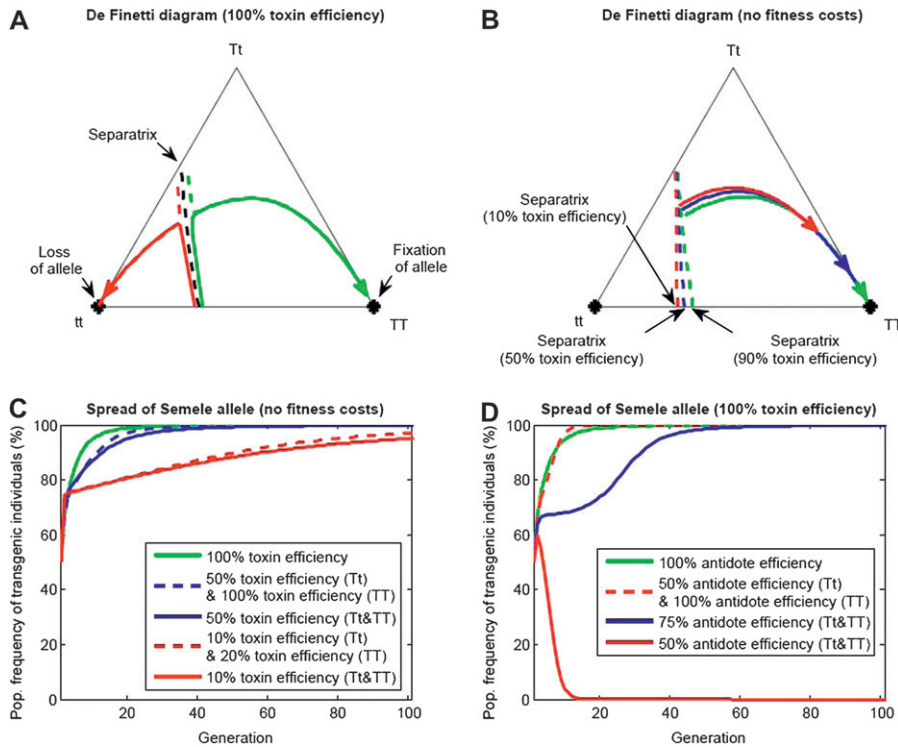 A
De Finetti diagram (100% toxin efficiency)
Tt
Separatrix
Loss
of allele
Fixation
of allele
tt
TT
B
De Finetti diagram (no fitness costs)
Tt
Separatrix
(10% toxin efficiency)
tt
TT
Separatrix
(50% toxin efficiency)
Separatrix
(90% toxin efficiency)
C
Spread of Semele allele (no fitness costs)
Pop. frequency of transgenic individuals (%)
100
80
60
40
20
0
100% toxin efficiency
50% toxin efficiency (Tt)
& 100% toxin efficiency (TT)
50% toxin efficiency (Tt&TT)
10% toxin efficiency (Tt)
& 20% toxin efficiency (TT)
10% toxin efficiency (Tt&TT)
20 40 60 80 100
Generation
D
Spread of Semele allele (100% toxin efficiency)
Pop. frequency of transgenic individuals (%)
100
80
60
40
20
0
100% antidote efficiency
50% antidote efficiency (Tt)
& 100% antidote efficiency (TT)
75% antidote efficiency (Tt&TT)
50% antidote efficiency (Tt&TT)
20 40 60 80 100
Generation